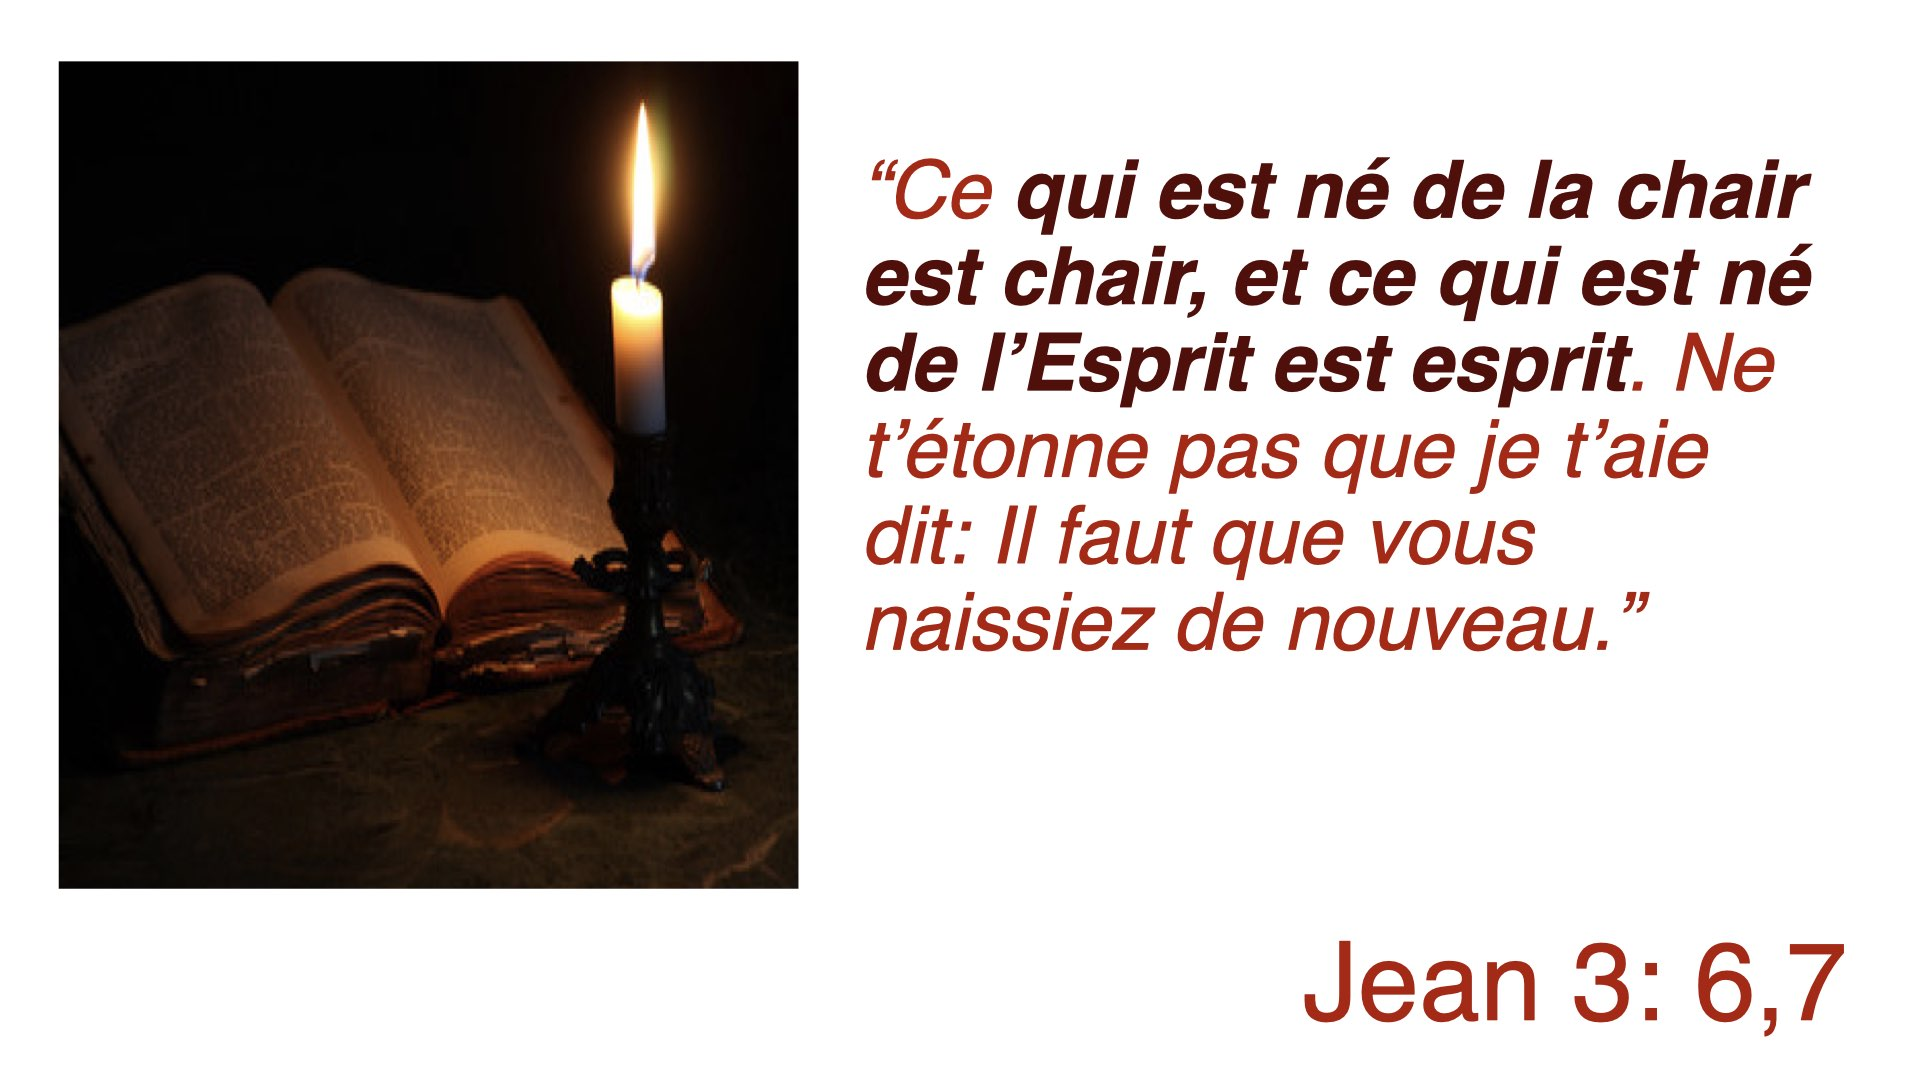 “Ce qui est né de la chair
est chair, et ce qui est né
de l’Esprit est esprit. Ne
t’étonne pas que je t’aie
dit: Il faut que vous
naissiez de nouveau.”
Jean 3: 6,7